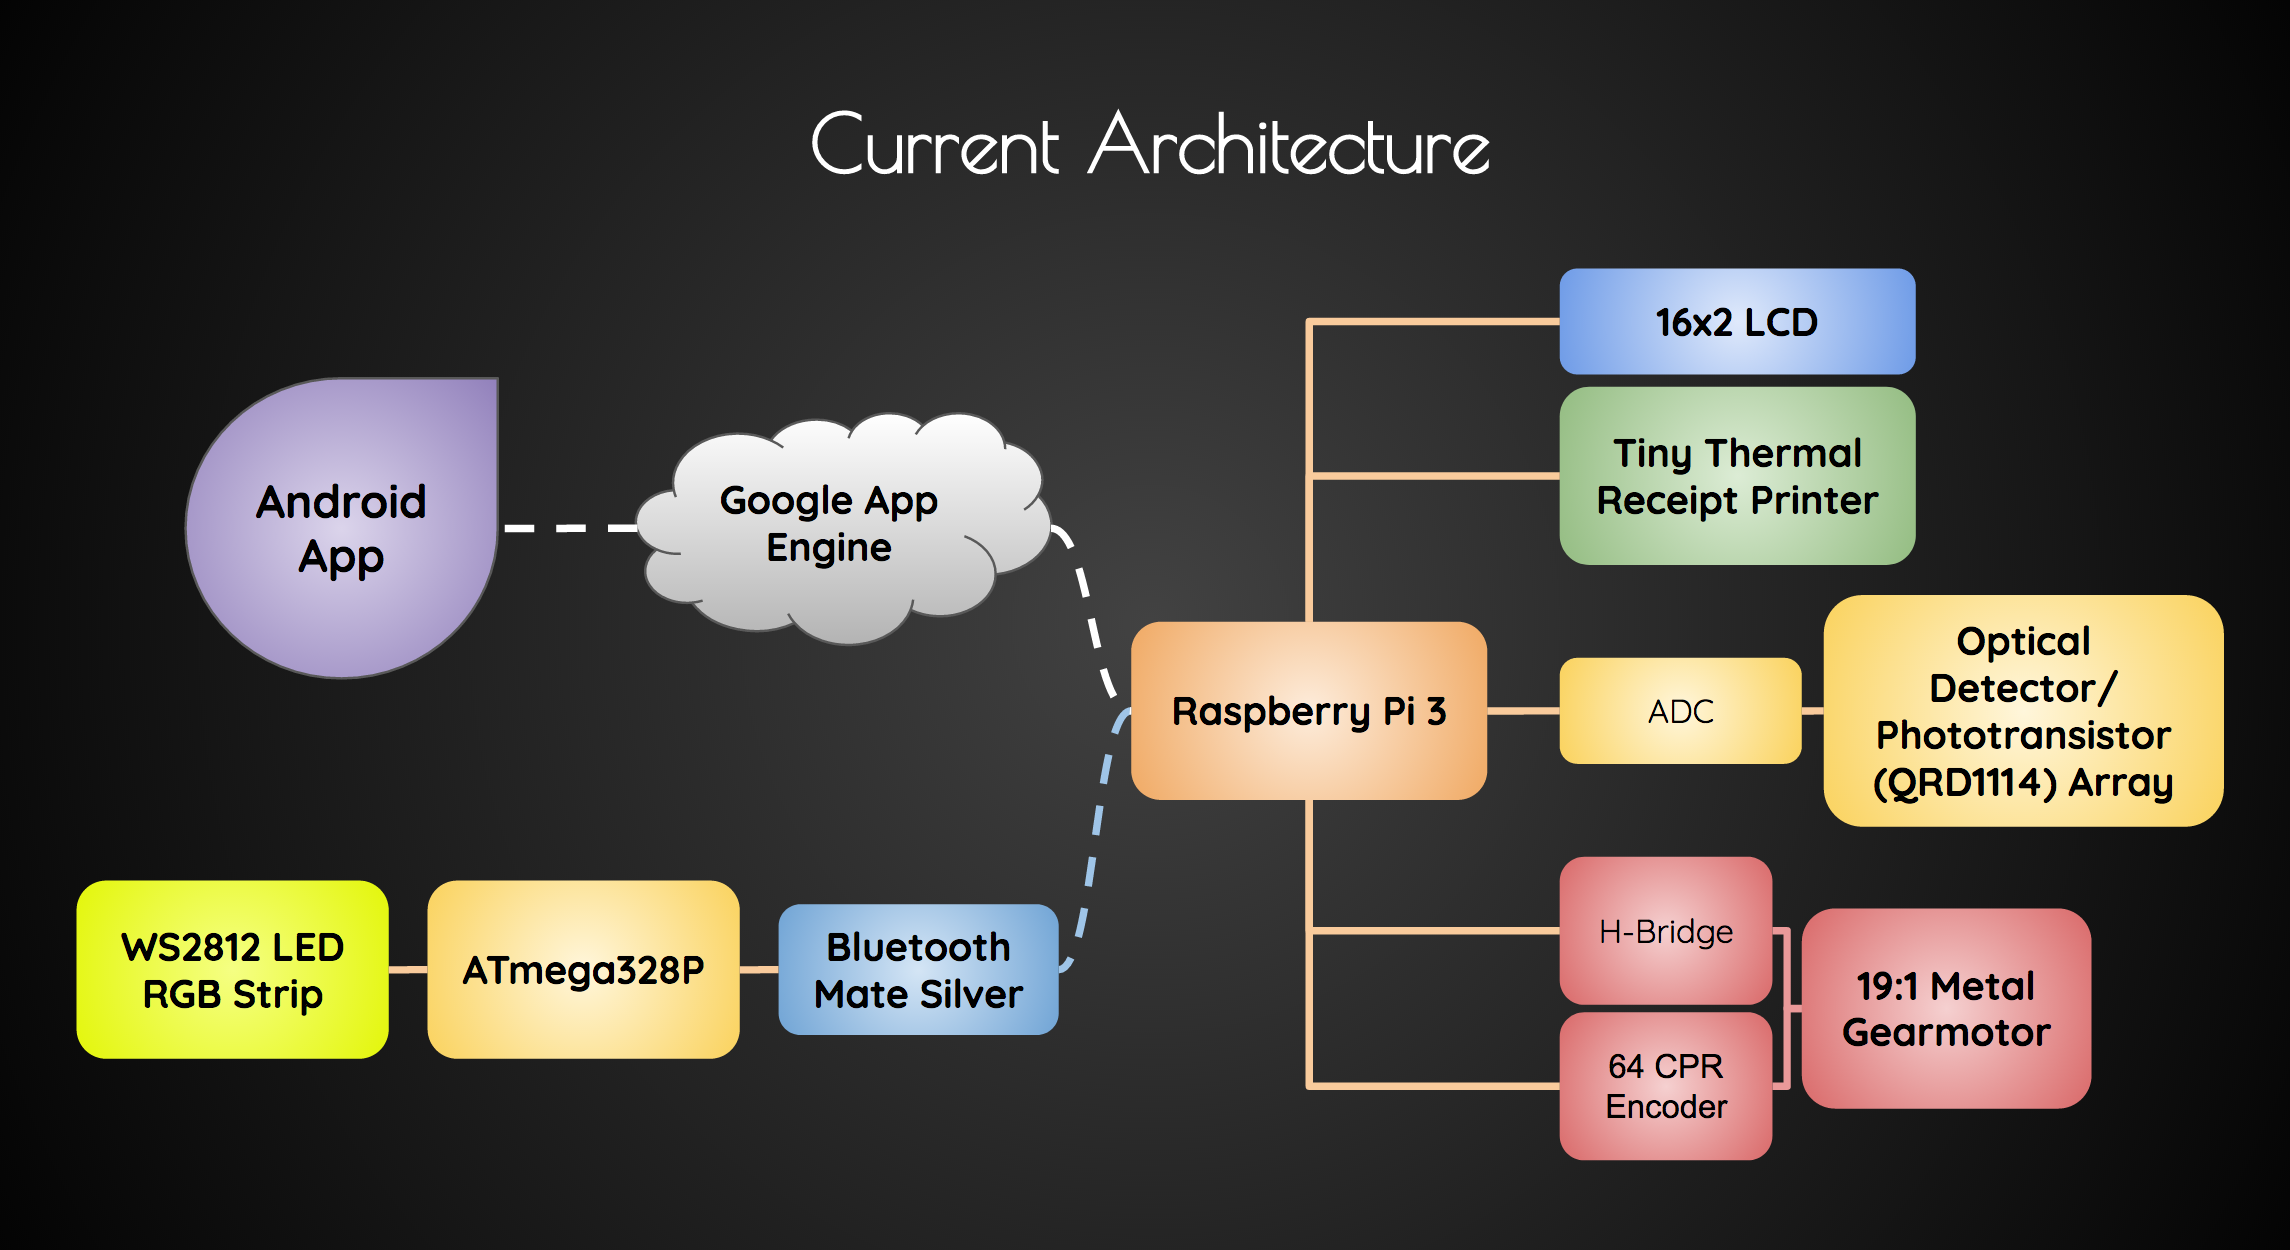 Current Architecture
16x2 LCD
Tiny Thermal
Receipt Printer
Android
App
Google App
Engine
Raspberry Pi 3
ADC
Optical
Detector/
Phototransistor
(QRD1114) Array
WS2812 LED
RGB Strip
ATmega328P
Bluetooth
Mate Silver
H-Bridge
64 CPR
Encoder
19:1 Metal
Gearmotor